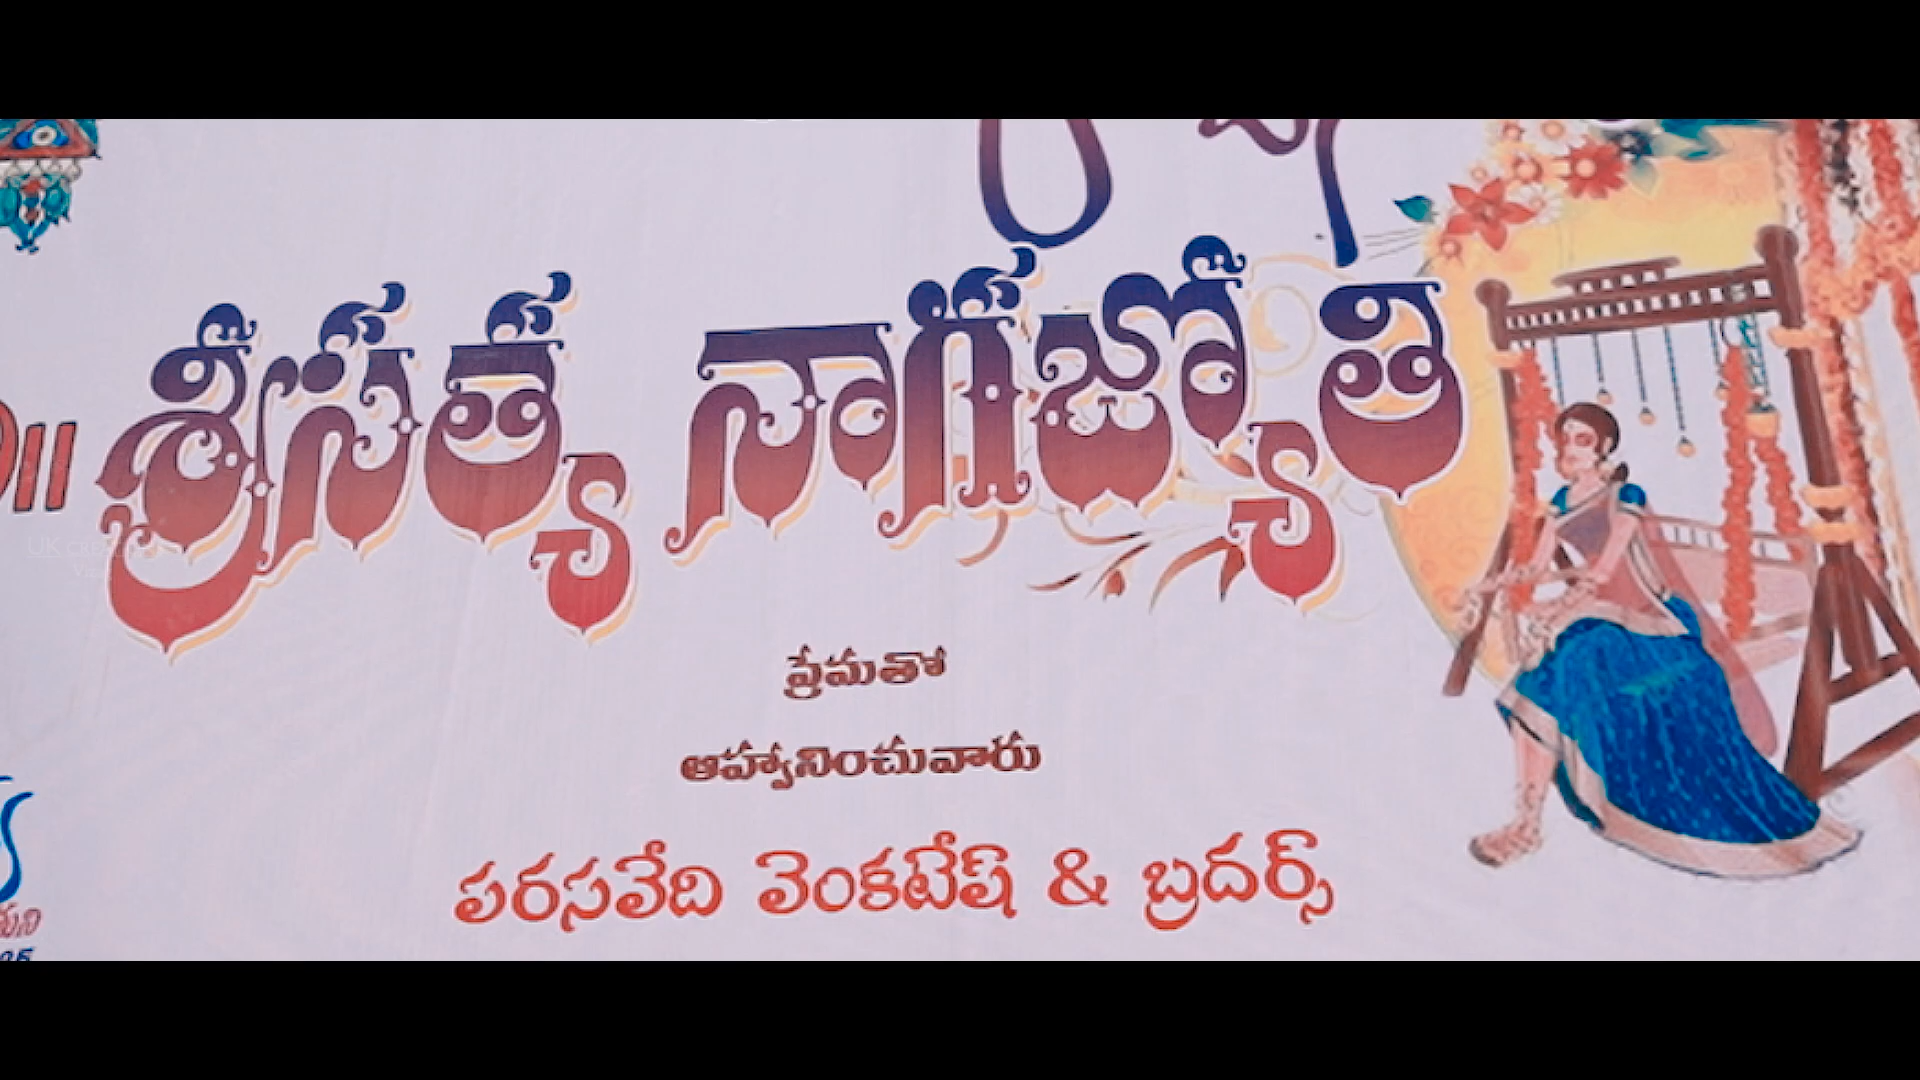 శ్రీసత్య నాగజ్యోతి
ప్రేమతో
ఆహ్వానించువారు
పరసవేది వెంకటేష్ & బ్రదర్స్